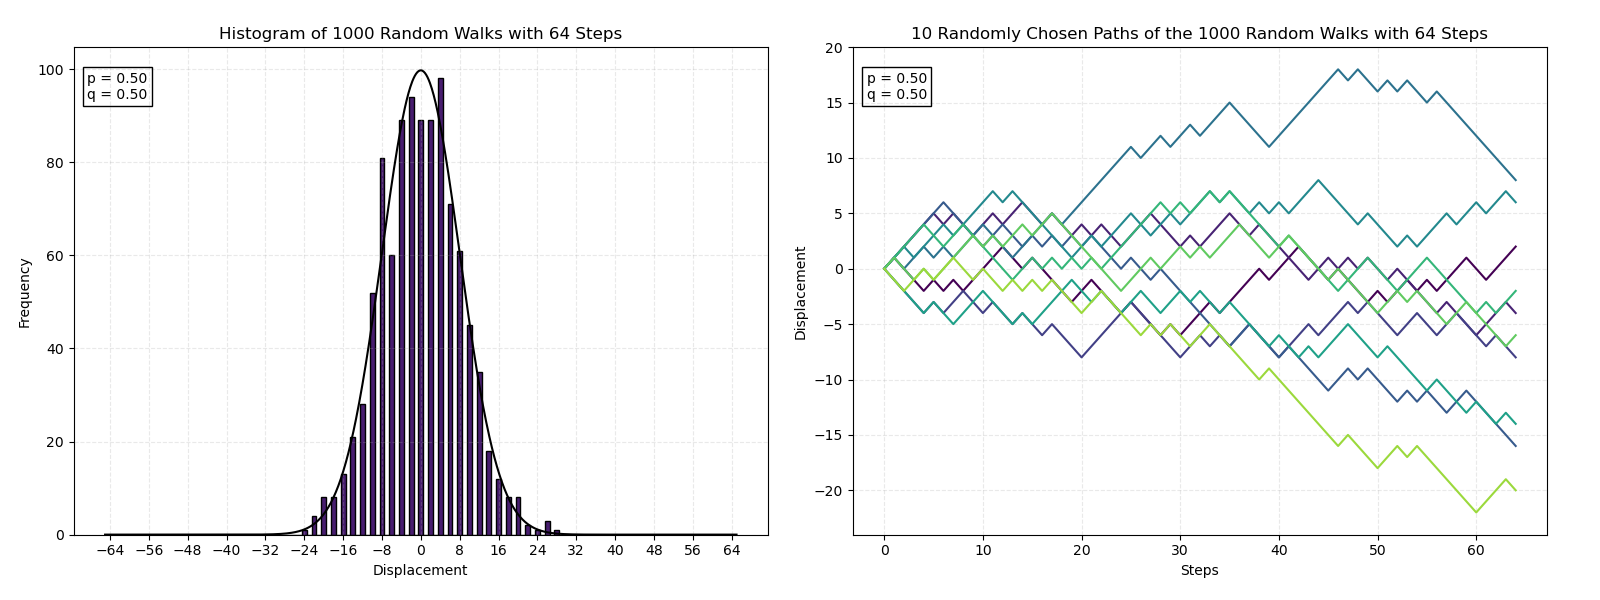 Histogram of 1000 Random Walks with 64 Steps
p = 0.50
q = 0.50
Frequency
100
80
60
40
20
0
−64 −56 −48 −40 −32 −24 −16 −8 0 8 16 24 32 40 48 56 64
Displacement
10 Randomly Chosen Paths of the 1000 Random Walks with 64 Steps
p = 0.50
q = 0.50
Displacement
20
15
10
5
0
−5
−10
−15
−20
0 10 20 30 40 50 60
Steps